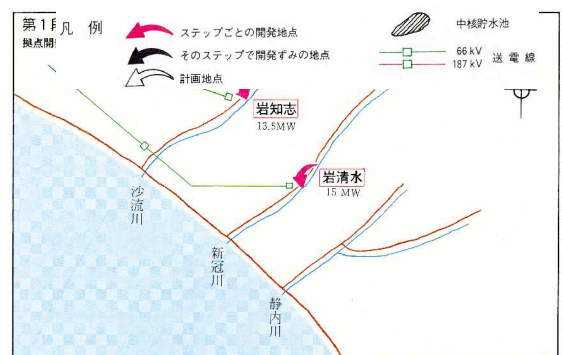 第1段
拠点開
凡例
ステップごとの開発地点
そのステップで開発ずみの地点
計画地点
中核貯水池
66 kV
187 kV
送電線
岩知志
13.5MW
岩清水
15 MW
沙流川
新冠川
静内川